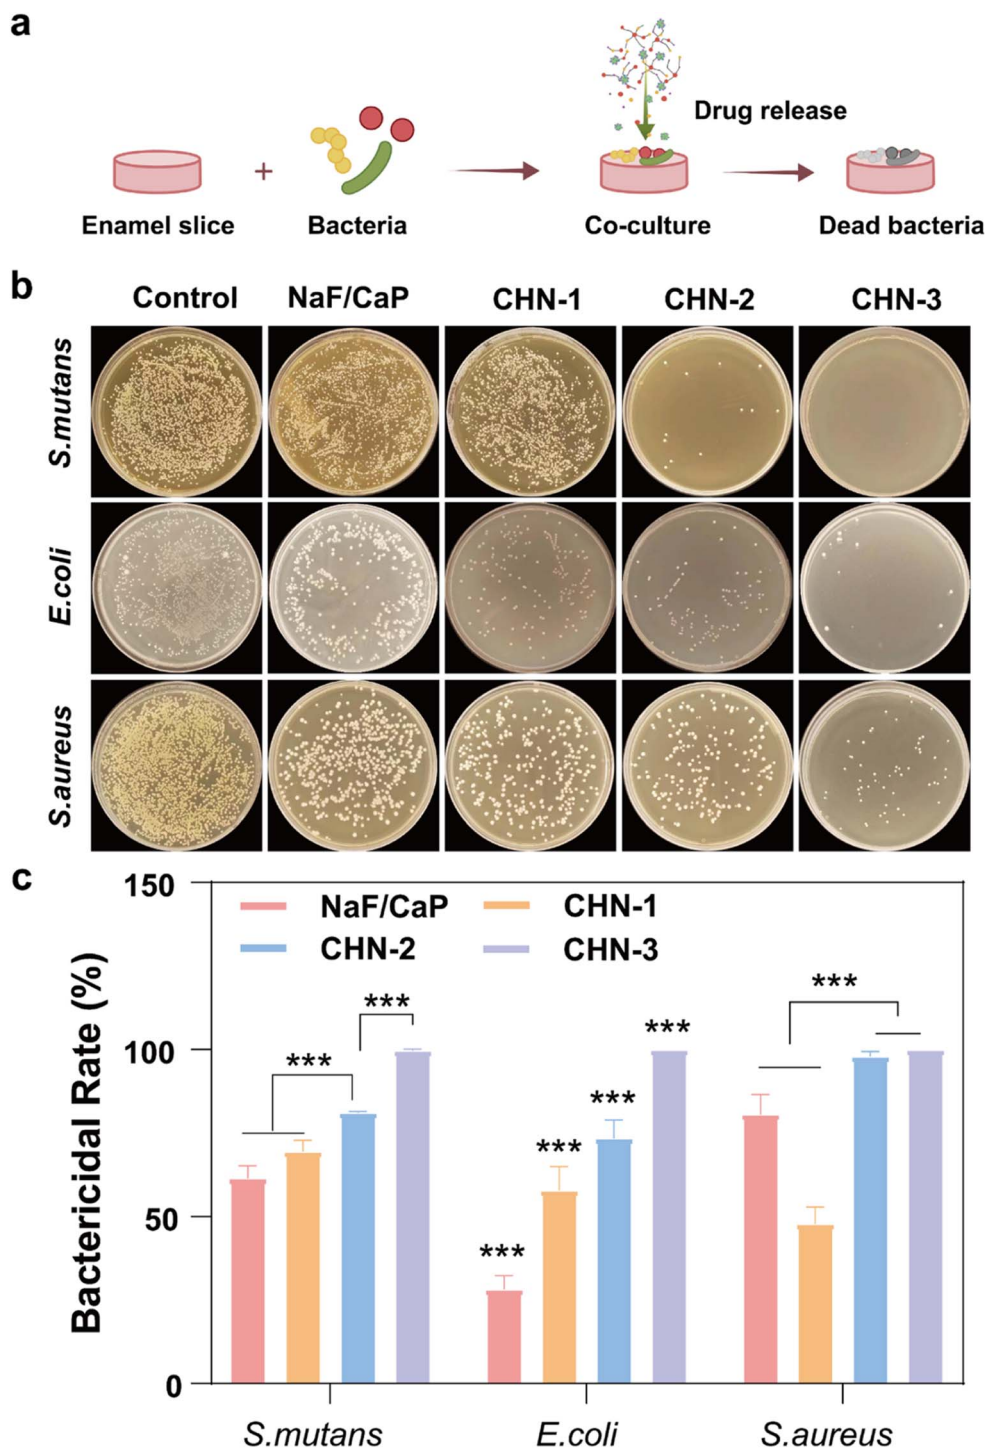 a
Drug release
+
Enamel slice Bacteria Co-culture Dead bacteria
b
Control NaF/CaP CHN-1 CHN-2 CHN-3
S.mutans
E.coli
S.aureus
c
Bactericidal Rate (%)
150
100
50
0
NaF/CaP CHN-1
CHN-2 CHN-3
***
***
***
***
***
***
***
S.mutans E.coli S.aureus